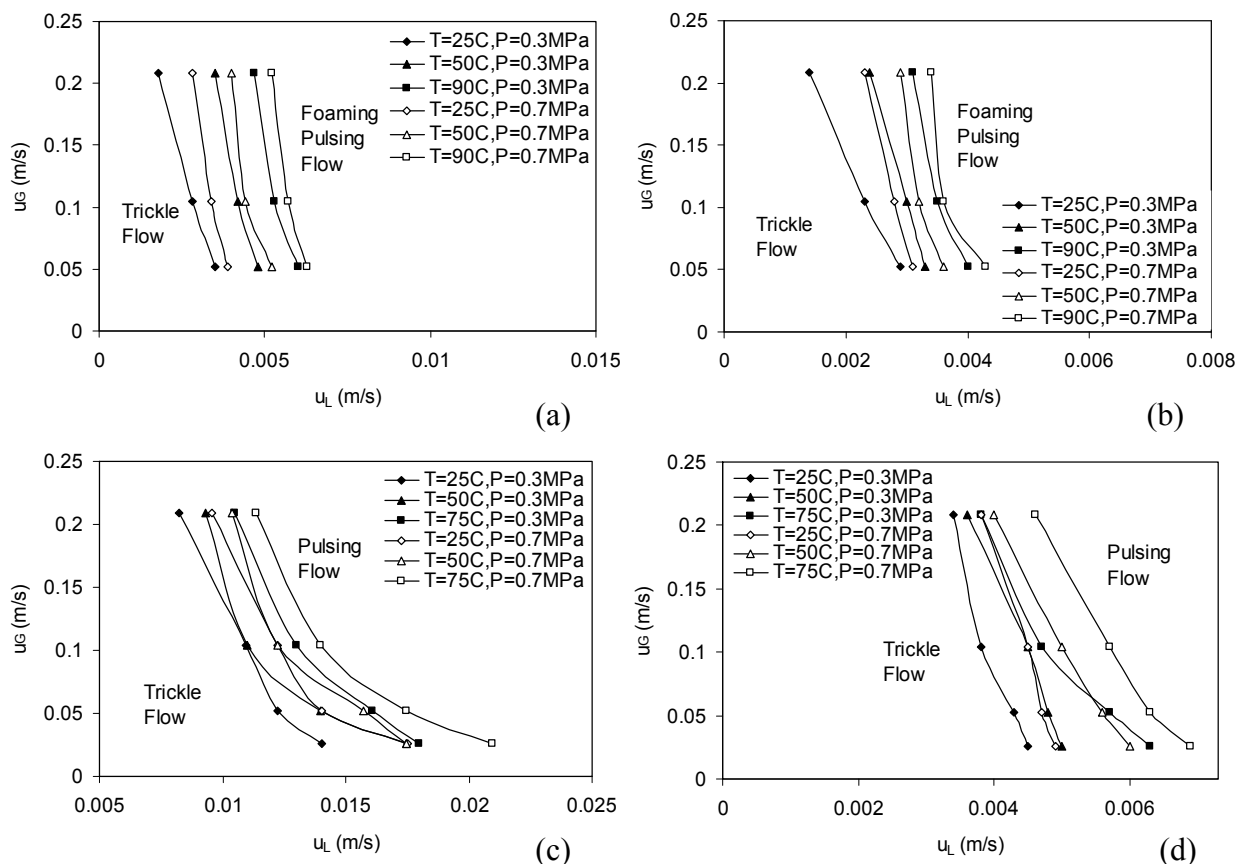 0.25
0.2
0.15
0.1
0.05
0
uG (m/s)
0
0.005
0.01
0.015
uL (m/s)
Trickle
Flow
Foaming
Pulsing
Flow
T=25C,P=0.3MPa
T=50C,P=0.3MPa
T=90C,P=0.3MPa
T=25C,P=0.7MPa
T=50C,P=0.7MPa
T=90C,P=0.7MPa
(a)
0.25
0.2
0.15
0.1
0.05
0
uG (m/s)
0
0.002
0.004
0.006
0.008
uL (m/s)
Trickle
Flow
Foaming
Pulsing
Flow
T=25C,P=0.3MPa
T=50C,P=0.3MPa
T=90C,P=0.3MPa
T=25C,P=0.7MPa
T=50C,P=0.7MPa
T=90C,P=0.7MPa
(b)
0.25
0.2
0.15
0.1
0.05
0
uG (m/s)
0.005
0.01
0.015
0.02
0.025
uL (m/s)
Trickle
Flow
Pulsing
Flow
T=25C,P=0.3MPa
T=50C,P=0.3MPa
T=75C,P=0.3MPa
T=25C,P=0.7MPa
T=50C,P=0.7MPa
T=75C,P=0.7MPa
(c)
0.25
0.2
0.15
0.1
0.05
0
uG (m/s)
0
0.002
0.004
0.006
uL (m/s)
T=25C,P=0.3MPa
T=50C,P=0.3MPa
T=75C,P=0.3MPa
T=25C,P=0.7MPa
T=50C,P=0.7MPa
T=75C,P=0.7MPa
Trickle
Flow
Pulsing
Flow
(d)